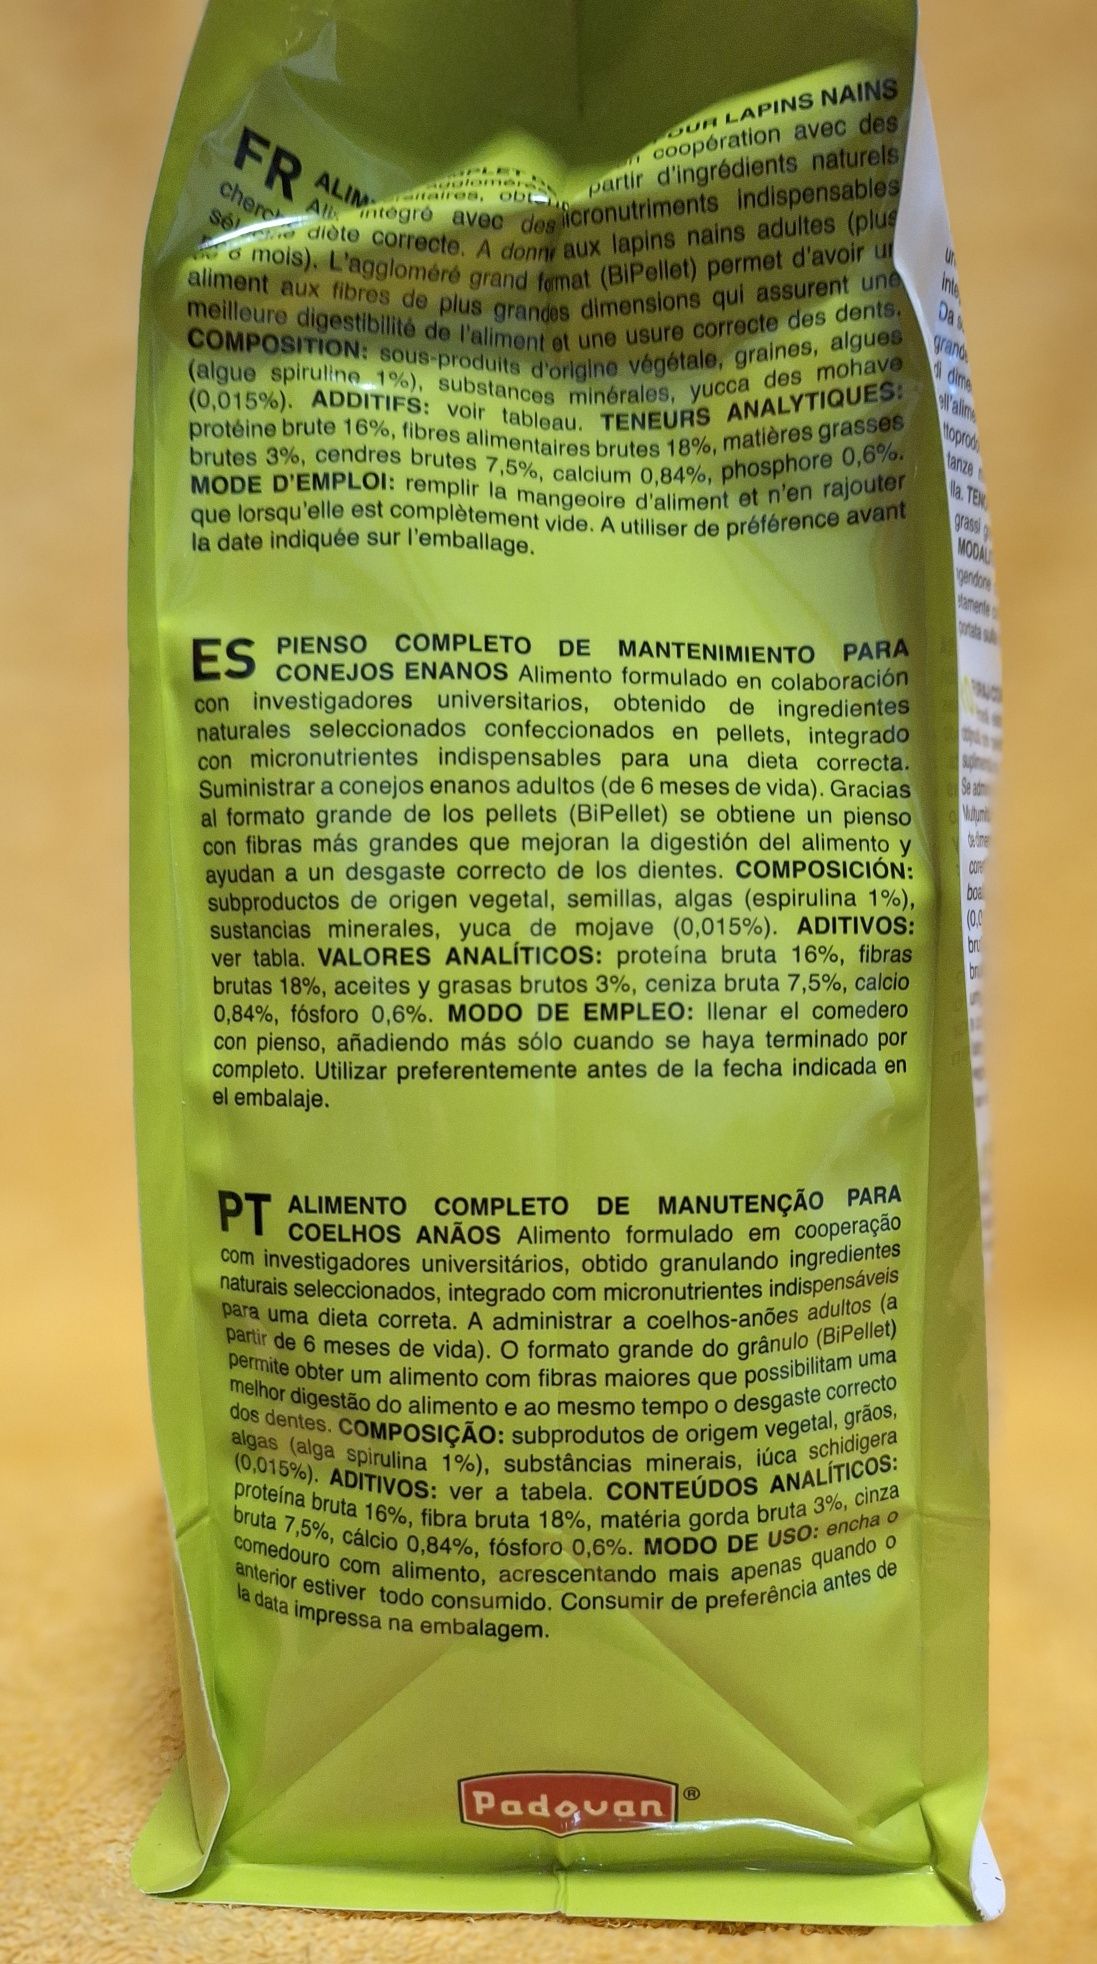 FR ALIM LAPINS NAINS
coopération avec des
partir d'ingrédients naturels
intégré avec des micronutriments indispensables
diète correcte. A donner aux lapins nains adultes (plus
mois). L'aggloméré grand format (BiPellet) permet d'avoir un
aliment aux fibres de plus grandes dimensions qui assurent une
meilleure digestibilité de l'aliment et une usure correcte des dents.
COMPOSITION: sous-produits d'origine végétale, graines, algues
(algue spiruline 1%), substances minérales, yucca des mohave
(0,015%). ADDITIFS: voir tableau. TENEURS ANALYTIQUES:
protéine brute 16%, fibres alimentaires brutes 18%, matières grasses
brutes 3%, cendres brutes 7,5%, calcium 0,84%, phosphore 0,6%.
MODE D'EMPLOI: remplir la mangeoire d'aliment et n'en rajouter
que lorsqu'elle est complètement vide. A utiliser de préférence avant
la date indiquée sur l'emballage.
ES PIENSO COMPLETO DE MANTENIMIENTO PARA
CONEJOS ENANOS Alimento formulado en colaboración
con investigadores universitarios, obtenido de ingredientes
naturales seleccionados confeccionados en pellets, integrado
con micronutrientes indispensables para una dieta correcta.
Suministrar a conejos enanos adultos (de 6 meses de vida). Gracias
al formato grande de los pellets (BiPellet) se obtiene un pienso
con fibras más grandes que mejoran la digestión del alimento y
ayudan a un desgaste correcto de los dientes. COMPOSICIÓN:
subproductos de origen vegetal, semillas, algas (espirulina 1%),
sustancias minerales, yuca de mojave (0,015%). ADITIVOS:
ver tabla. VALORES ANALÍTICOS: proteína bruta 16%, fibras
brutas 18%, aceites y grasas brutos 3%, ceniza bruta 7,5%, calcio
0,84%, fósforo 0,6%. MODO DE EMPLEO: llenar el comedero
con pienso, añadiendo más sólo cuando se haya terminado por
completo. Utilizar preferentemente antes de la fecha indicada en
el embalaje.
PT ALIMENTO COMPLETO DE MANUTENÇÃO PARA
COELHOS ANÃOS Alimento formulado em cooperação
com investigadores universitários, obtido granulando ingredientes
naturais seleccionados, integrado com micronutrientes indispensáveis
para uma dieta correta. A administrar a coelhos-anões adultos (a
partir de 6 meses de vida). O formato grande do grânulo (BiPellet)
permite obter um alimento com fibras maiores que possibilitam uma
melhor digestão do alimento e ao mesmo tempo o desgaste correcto
dos dentes. COMPOSIÇÃO: subprodutos de origem vegetal, grãos,
algas (alga spirulina 1%), substâncias minerais, iúca schidigera
(0,015%). ADITIVOS: ver a tabela. CONTEÚDOS ANALÍTICOS:
proteína bruta 16%, fibra bruta 18%, matéria gorda bruta 3%, cinza
bruta 7,5%, cálcio 0,84%, fósforo 0,6%. MODO DE USO: encha o
comedouro com alimento, acrescentando mais apenas quando o
anterior estiver todo consumido. Consumir de preferência antes de
la data impressa na embalagem.
Padovan ®